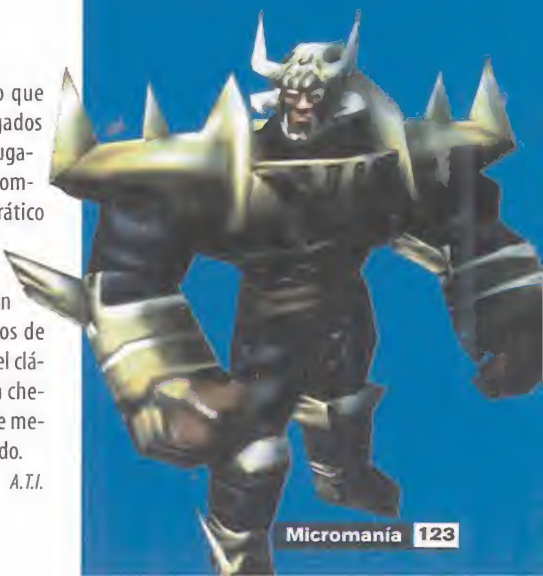 o que
gados
uga-
om-
rático
n
os de
el clá-
n che-
e me-
do.
A.T.I.
Micromanía 123